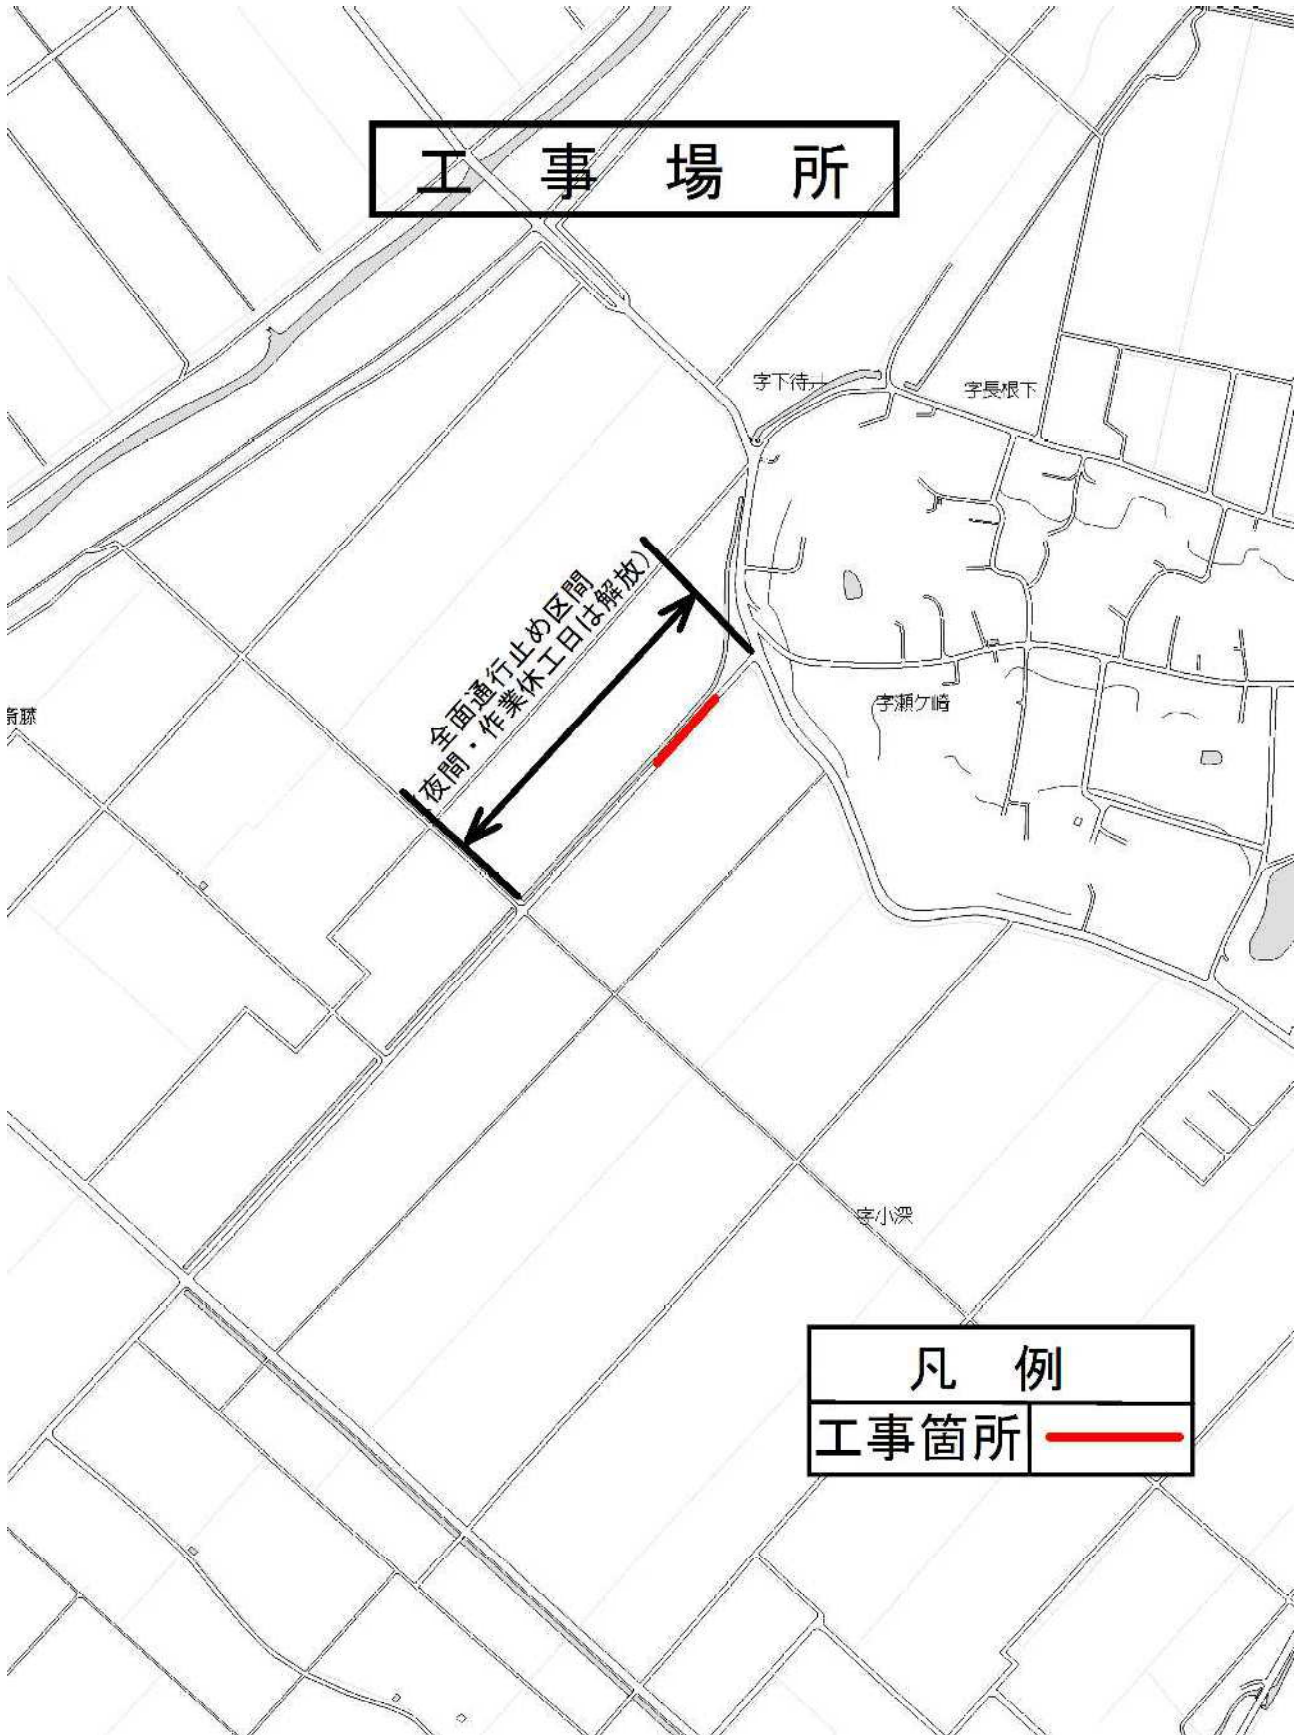 工事場所
字下待井
字長根下
全面通行止め区間
（夜間・作業休工日は解放）
斎藤
字瀬ケ崎
字小深
凡例
工事箇所